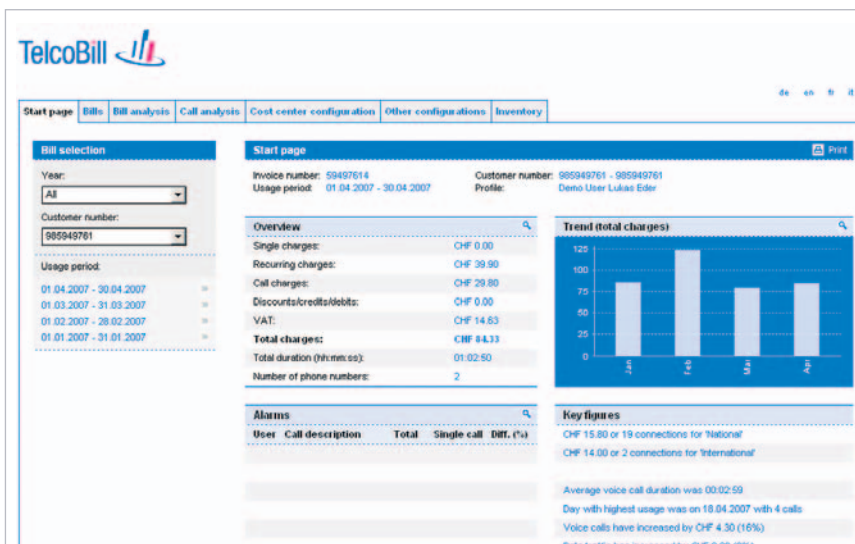 TelcoBill
de en fr it
Start page Bills Bill analysis Call analysis Cost center configuration Other configurations Inventory
Bill selection
Year:
All
Customer number:
985949761
Usage period:
01.04.2007 - 30.04.2007
01.03.2007 - 31.03.2007
01.02.2007 - 28.02.2007
01.01.2007 - 31.01.2007
Start page Print
Invoice number: 59497614 Customer number: 985949761 - 985949761
Usage period: 01.04.2007 - 30.04.2007 Profile: Demo User Lukas Eder
Overview
Single charges: CHF 0.00
Recurring charges: CHF 39.90
Call charges: CHF 29.80
Discounts/credits/debits: CHF 0.00
VAT: CHF 14.63
Total charges: CHF 84.33
Total duration (hh:mm:ss): 01:02:50
Number of phone numbers: 2
Trend (total charges)
125
100
75
50
25
0
Jan Feb Mar Apr
Alarms
User Call description Total Single call Diff. (%)
Key figures
CHF 15.80 or 19 connections for 'National'
CHF 14.00 or 2 connections for 'International'
Average voice call duration was 00:02:59
Day with highest usage was on 18.04.2007 with 4 calls
Voice calls have increased by CHF 4.30 (16%)